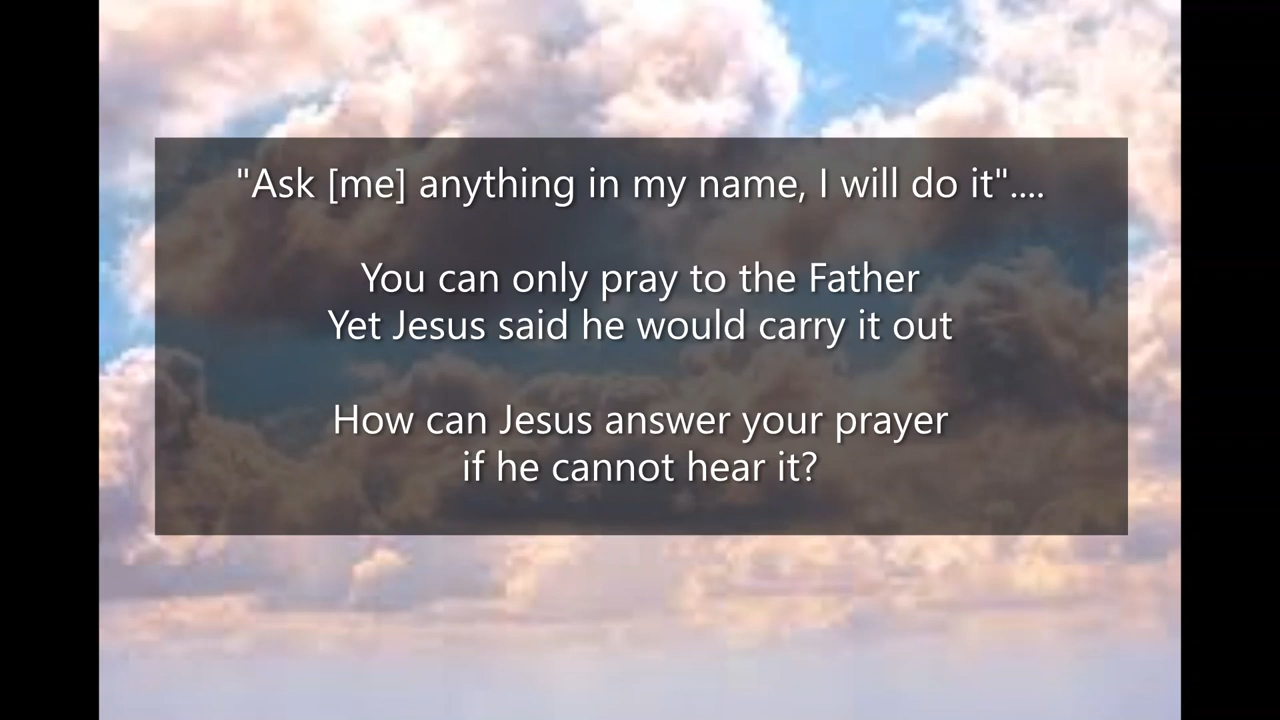 "Ask [me] anything in my name, I will do it"....
You can only pray to the Father
Yet Jesus said he would carry it out
How can Jesus answer your prayer
if he cannot hear it?